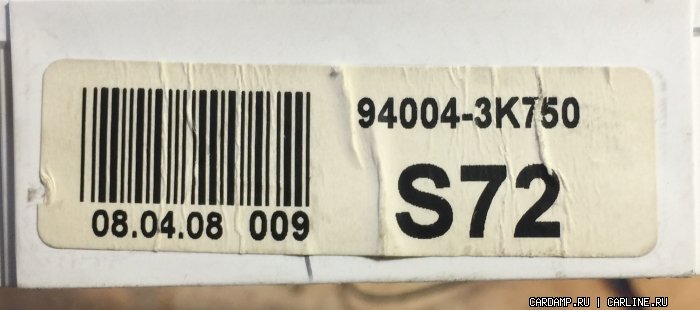 94004-3K750
S72
08.04.08 009
CARDAMP.RU | CARLINE.RU